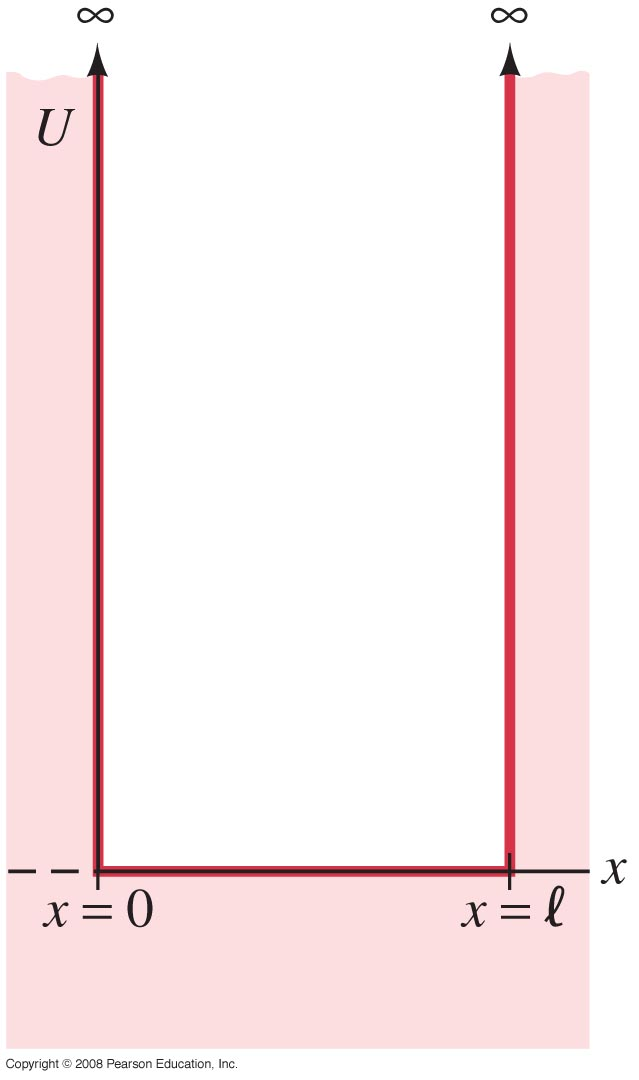 ∞ ∞
U
x
x = 0 x = ℓ
Copyright © 2008 Pearson Education, Inc.